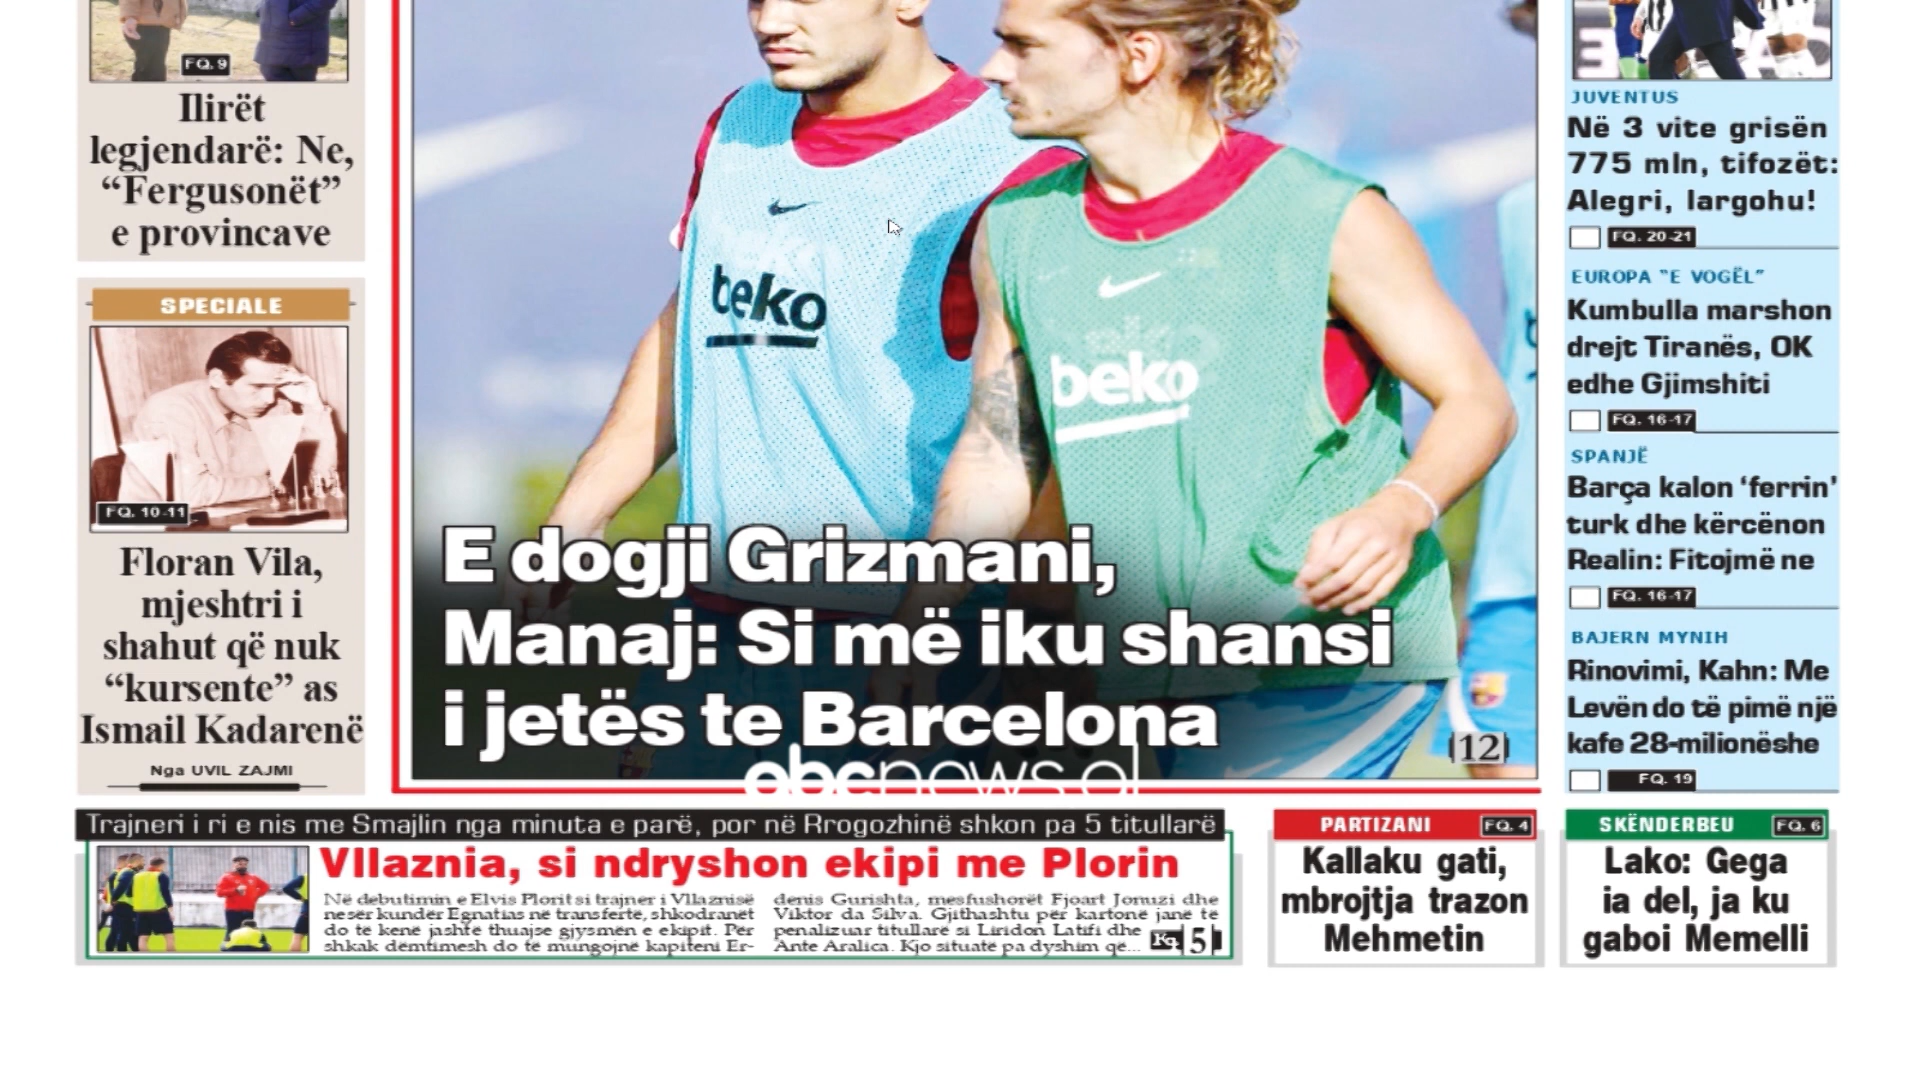 FQ. 9
Ilirët
legjendarë: Ne,
“Fergusonët”
e provincave
SPECIALE
FQ. 10-11
Floran Vila,
mjeshtri i
shahut që nuk
“kursente” as
Ismail Kadarenë
Nga UVIL ZAJMI
beko
beko
E dogji Grizmani,
Manaj: Si më iku shansi
i jetës te Barcelona
12
abcnews.al
JUVENTUS
Në 3 vite grisën
775 mln, tifozët:
Alegri, largohu!
FQ. 20-21
EUROPA “E VOGËL”
Kumbulla marshon
drejt Tiranës, OK
edhe Gjimshiti
FQ. 16-17
SPANJË
Barça kalon ‘ferrin’
turk dhe kërcënon
Realin: Fitojmë ne
FQ. 16-17
BAJERN MYNIH
Rinovimi, Kahn: Me
Levën do të pimë një
kafe 28-milionëshe
FQ. 19
Trajneri i ri e nis me Smajlin nga minuta e parë, por në Rrogozhinë shkon pa 5 titullarë
Vllaznia, si ndryshon ekipi me Plorin
Në debutimin e Elvis Plorit si trajner i Vllaznisë
nesër kundër Egnatias në transfertë, shkodranët
do të kenë jashtë thuajse gjysmën e ekipit. Për
shkak dëmtimesh do të mungojnë kapiteni Er-
denis Gurishta, mesfushorët Fjoart Jonuzi dhe
Viktor da Silva. Gjithashtu për kartonë janë të
penalizuar titullarë si Liridon Latifi dhe
Ante Aralica. Kjo situatë pa dyshim që...
Fq. 5
PARTIZANI FQ. 4
Kallaku gati,
mbrojtja trazon
Mehmetin
SKËNDERBEU FQ. 6
Lako: Gega
ia del, ja ku
gaboi Memelli